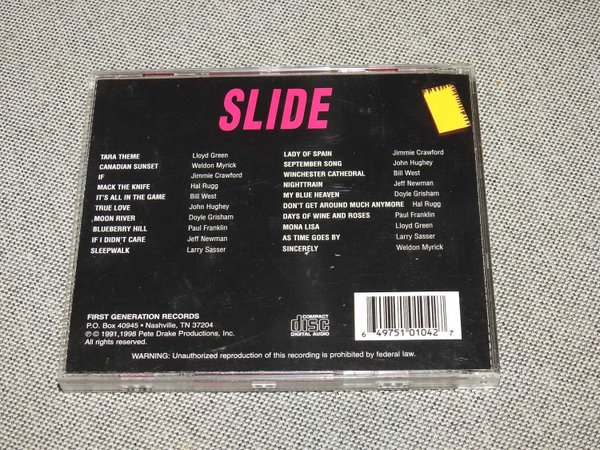 SLIDE
TARA THEME Lloyd Green
CANADIAN SUNSET Weldon Myrick
IF Jimmie Crawford
MACK THE KNIFE Hal Rugg
IT'S ALL IN THE GAME Bill West
TRUE LOVE John Hughey
MOON RIVER Doyle Grisham
BLUEBERRY HILL Paul Franklin
IF I DIDN'T CARE Jeff Newman
SLEEPWALK Larry Sasser
LADY OF SPAIN Jimmie Crawford
SEPTEMBER SONG John Hughey
WINCHESTER CATHEDRAL Bill West
NIGHTTRAIN Jeff Newman
MY BLUE HEAVEN Doyle Grisham
DON'T GET AROUND MUCH ANYMORE Hal Rugg
DAYS OF WINE AND ROSES Paul Franklin
MONA LISA Lloyd Green
AS TIME GOES BY Larry Sasser
SINCERELY Weldon Myrick
FIRST GENERATION RECORDS
P.O. Box 40945 • Nashville, TN 37204
℗ © 1991,1998 Pete Drake Productions, Inc.
All rights reserved.
COMPACT
disc
DIGITAL AUDIO
6 49751 01042 7
WARNING: Unauthorized reproduction of this recording is prohibited by federal law.